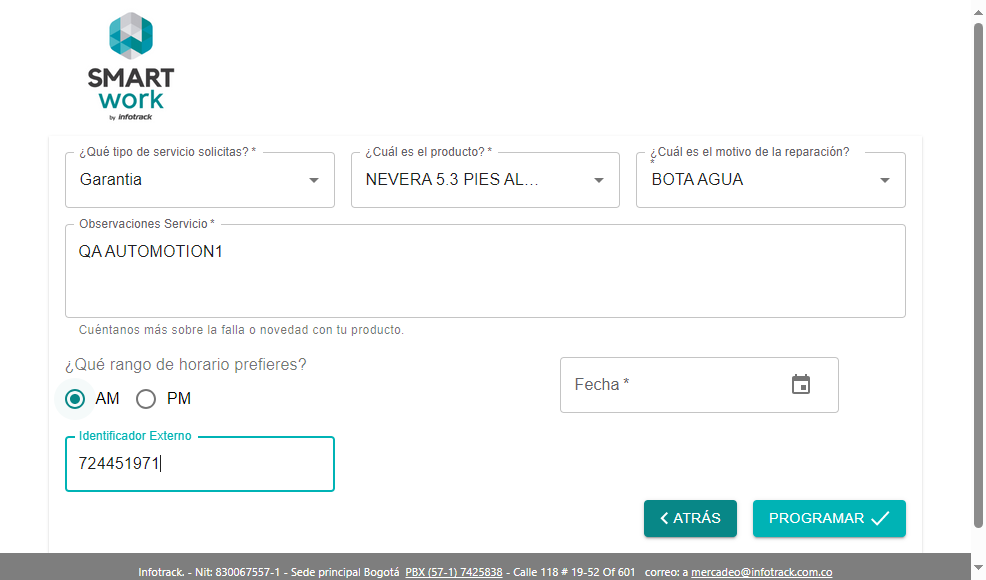 SMART
work
by infotrack
¿Qué tipo de servicio solicitas? *
Garantia
¿Cuál es el producto? *
NEVERA 5.3 PIES AL...
¿Cuál es el motivo de la reparación?
*
BOTA AGUA
Observaciones Servicio *
QA AUTOMOTION1
Cuéntanos más sobre la falla o novedad con tu producto.
¿Qué rango de horario prefieres?
AM
PM
Fecha *
Identificador Externo
724451971
ATRÁS
PROGRAMAR
Infotrack. - Nit: 830067557-1 - Sede principal Bogotá PBX (57-1) 7425838 - Calle 118 # 19-52 Of 601 correo: a mercadeo@infotrack.com.co